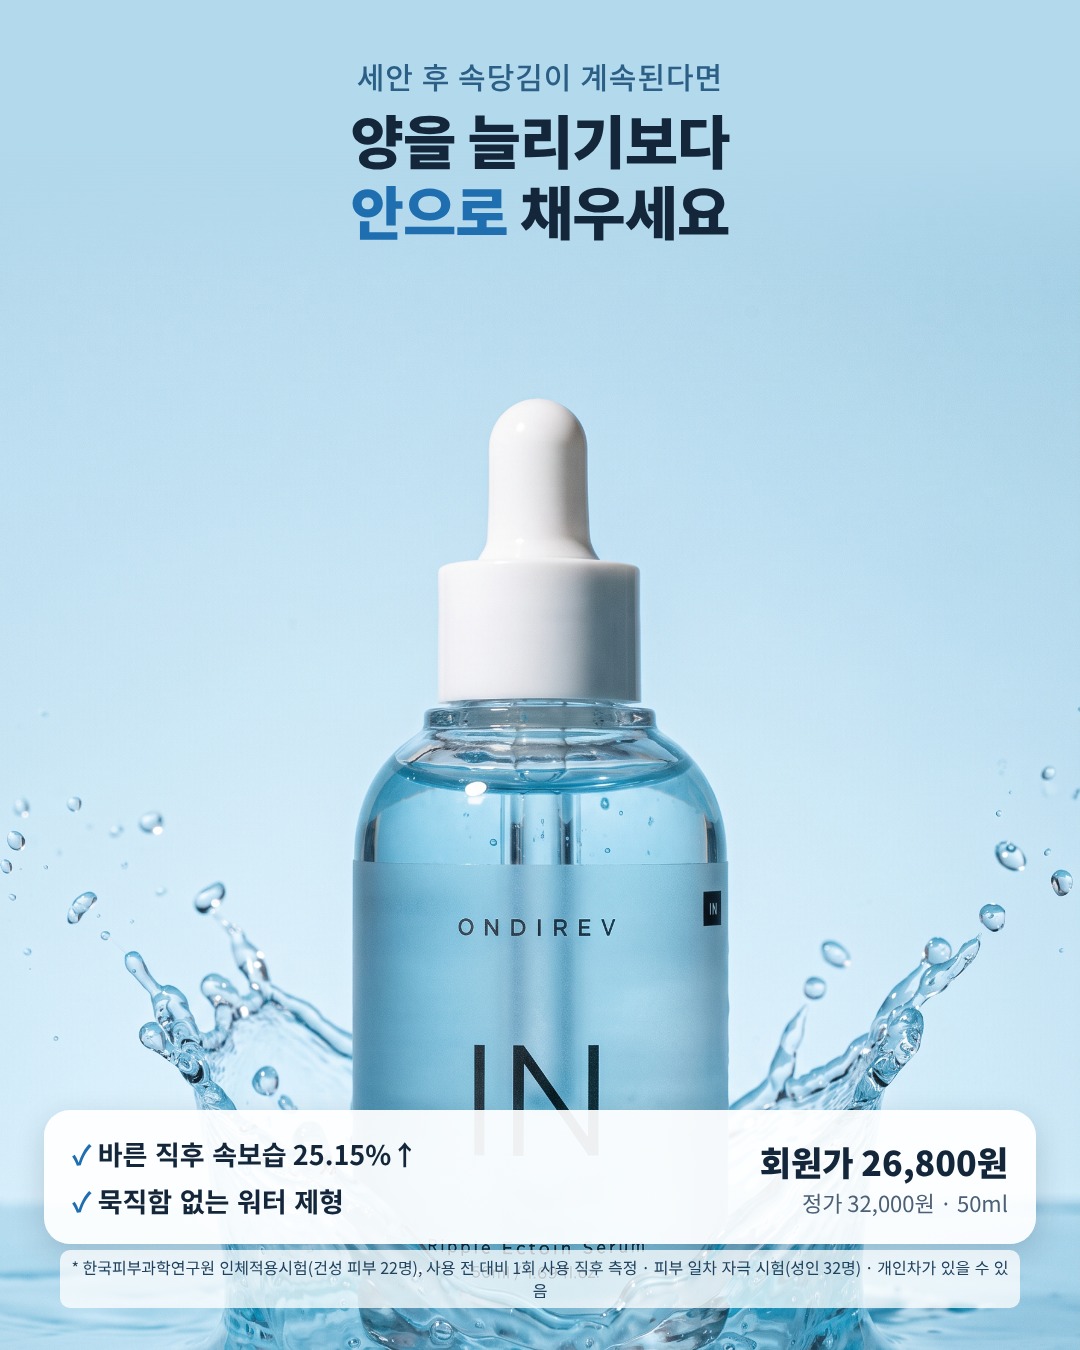 세안 후 속당김이 계속된다면
양을 늘리기보다
안으로 채우세요
ONDIREV
IN
IN
✓ 바른 직후 속보습 25.15%↑
✓ 묵직함 없는 워터 제형
회원가 26,800원
정가 32,000원 · 50ml
Ripple Ectoin Serum
* 한국피부과학연구원 인체적용시험(건성 피부 22명), 사용 전 대비 1회 사용 직후 측정 · 피부 일차 자극 시험(성인 32명) · 개인차가 있을 수 있
음